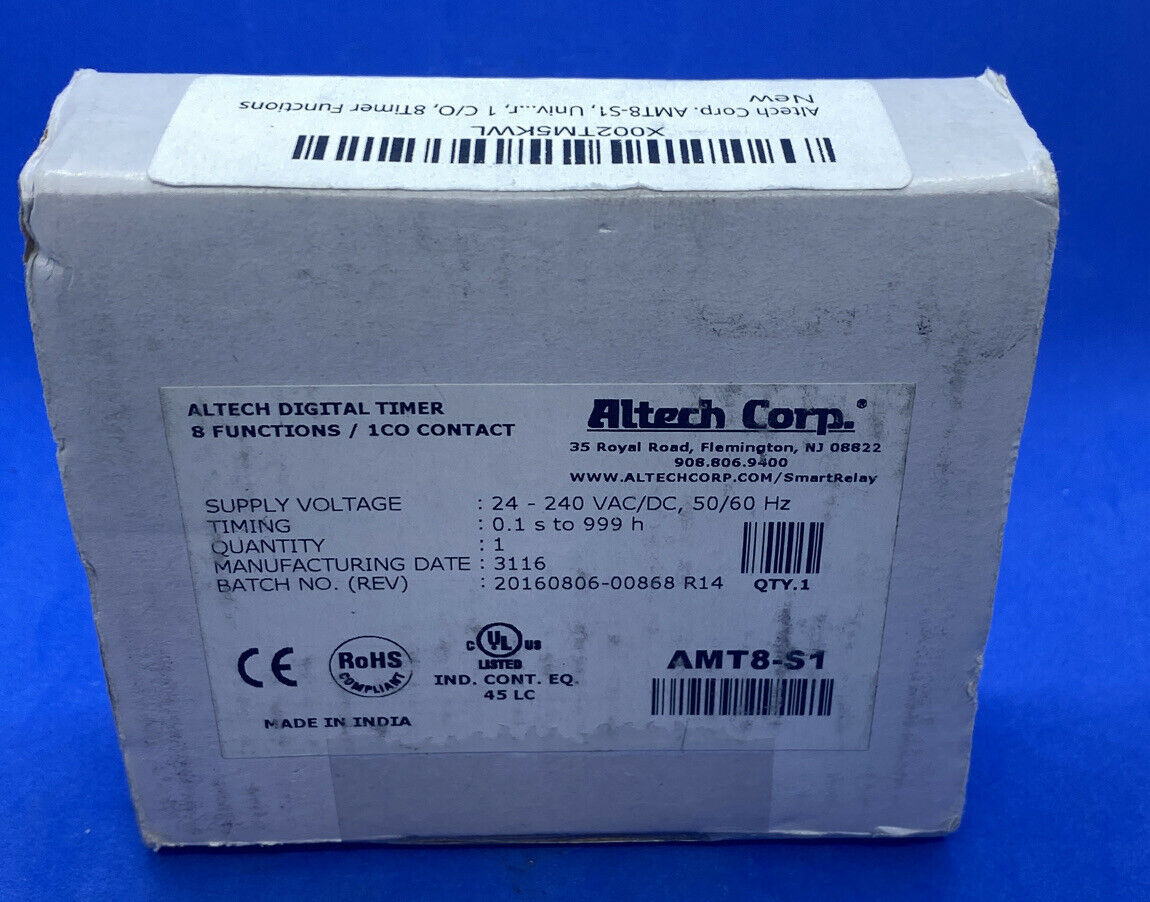 Altech Corp. AMT8-S1, Univ...r, 1 C/O, 8Timer Functions
New
X002TM5KWL
ALTECH DIGITAL TIMER
8 FUNCTIONS / 1CO CONTACT
Altech Corp.®
35 Royal Road, Flemington, NJ 08822
908.806.9400
WWW.ALTECHCORP.COM/SmartRelay
SUPPLY VOLTAGE : 24 - 240 VAC/DC, 50/60 Hz
TIMING : 0.1 s to 999 h
QUANTITY : 1
MANUFACTURING DATE : 3116
BATCH NO. (REV) : 20160806-00868 R14
QTY.1
CE
RoHS
COMPLIANT
C UL US
LISTED
IND. CONT. EQ.
45 LC
AMT8-S1
MADE IN INDIA